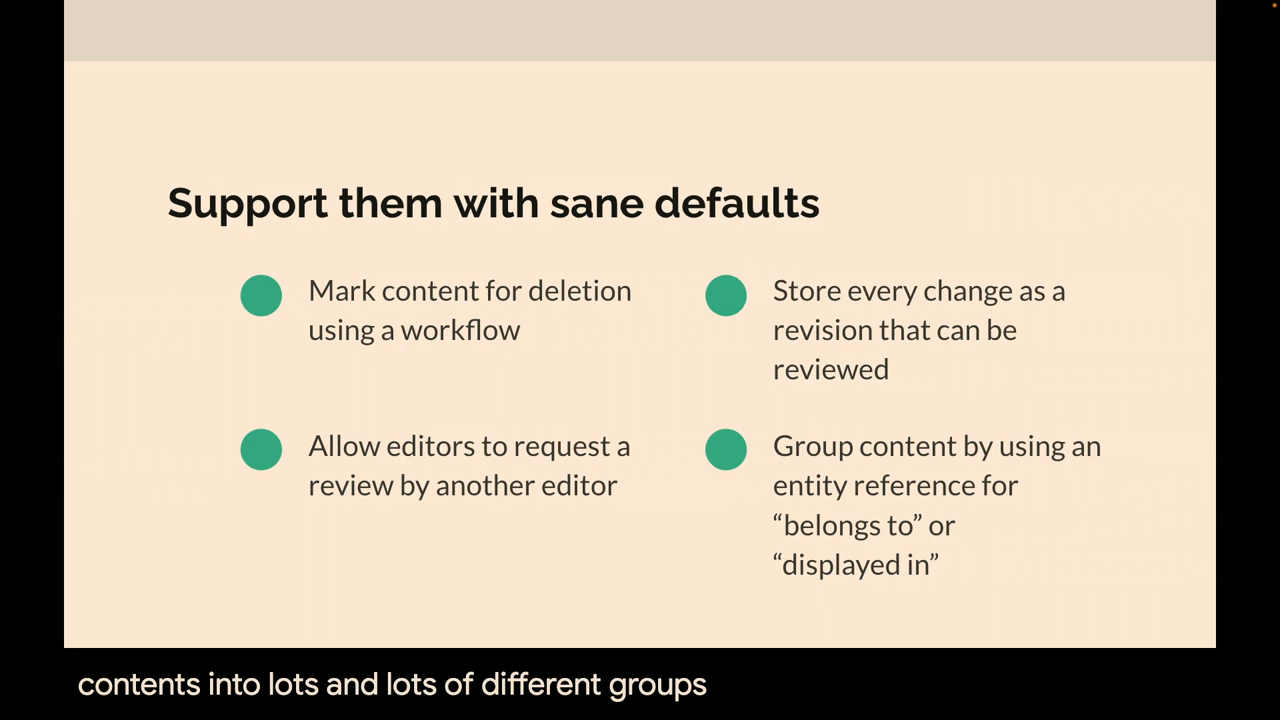 Support them with sane defaults
Mark content for deletion
using a workflow
Store every change as a
revision that can be
reviewed
Allow editors to request a
review by another editor
Group content by using an
entity reference for
“belongs to” or
“displayed in”
contents into lots and lots of different groups